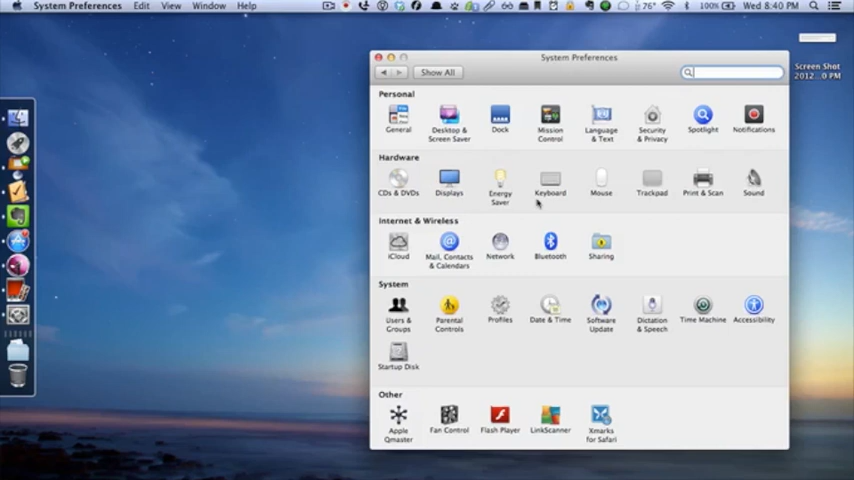 System Preferences Edit View Window Help
76° 100% Wed 8:40 PM
System Preferences
Show All
Screen Shot
2012...0 PM
Personal
General Desktop & Screen Saver Dock Mission Control Language & Text Security & Privacy Spotlight Notifications
Hardware
CDs & DVDs Displays Energy Saver Keyboard Mouse Trackpad Print & Scan Sound
Internet & Wireless
iCloud Mail, Contacts & Calendars Network Bluetooth Sharing
System
Users & Groups Parental Controls Profiles Date & Time Software Update Dictation & Speech Time Machine Accessibility
Startup Disk
Other
Apple Qmaster Fan Control Flash Player LinkScanner Xmarks for Safari